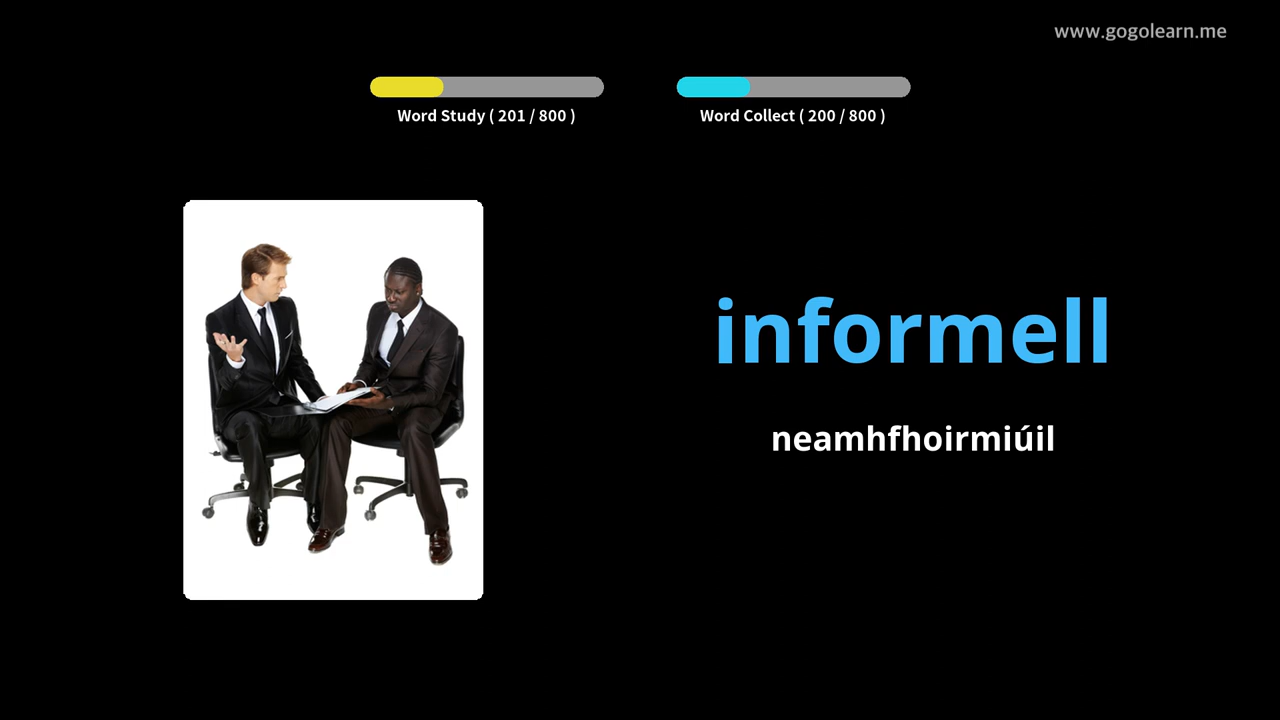 www.gogolearn.me
Word Study ( 201 / 800 )
Word Collect ( 200 / 800 )
informell
neamhfhoirmiúil